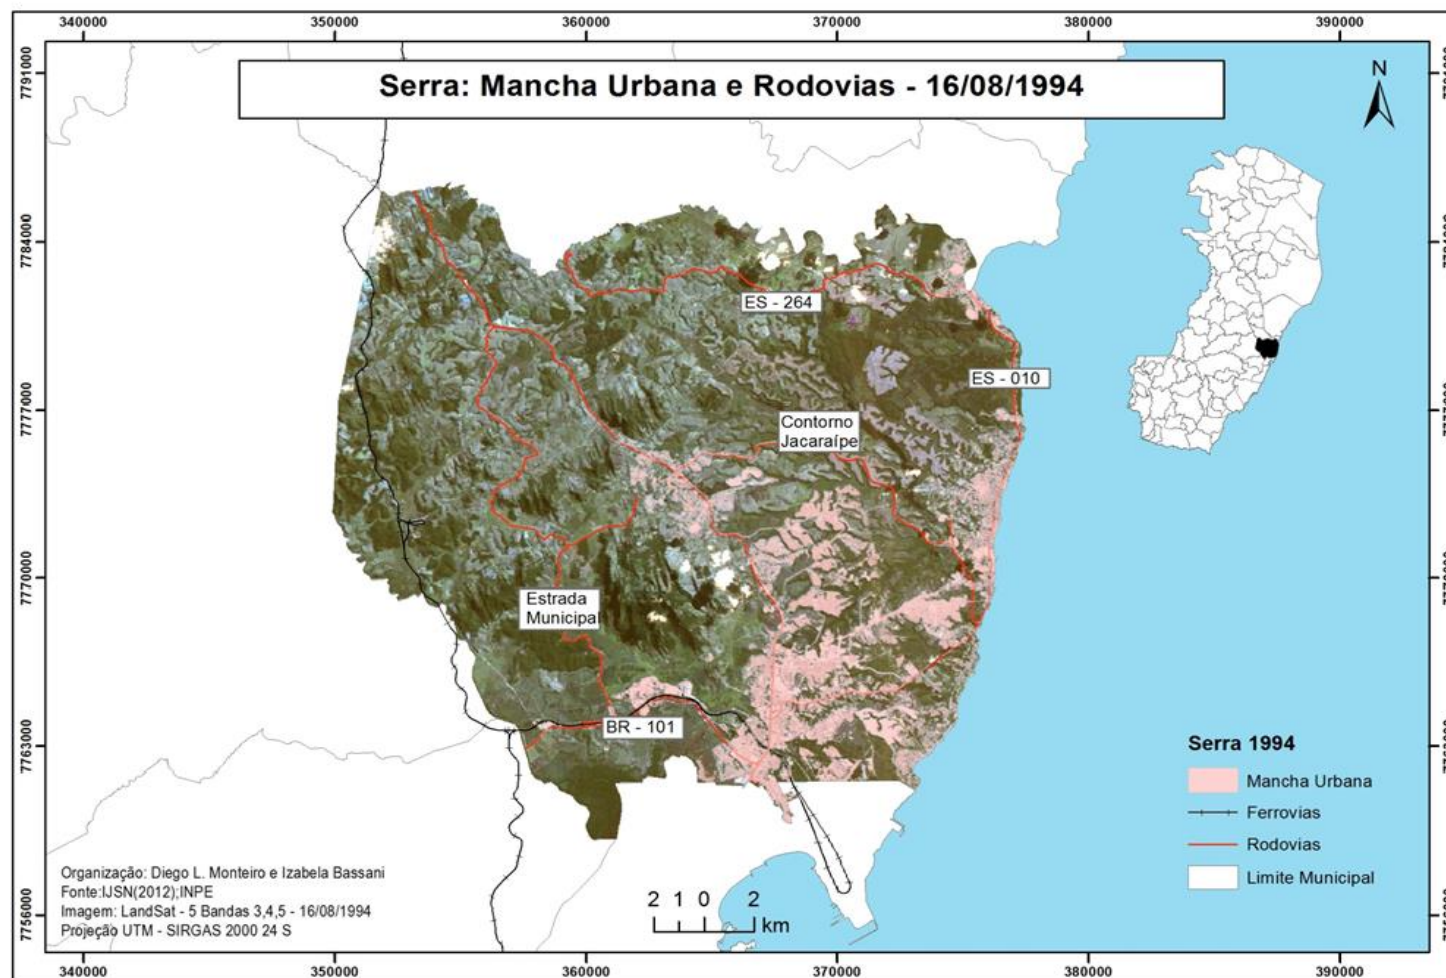 340000 350000 360000 370000 380000 390000
Serra: Mancha Urbana e Rodovias - 16/08/1994
N
7791000
7784000
7777000
7770000
7763000
7756000
ES - 264
ES - 010
Contorno
Jacaraípe
Estrada
Municipal
BR - 101
Serra 1994
Mancha Urbana
Ferrovias
Rodovias
Limite Municipal
Organização: Diego L. Monteiro e Izabela Bassani
Fonte:IJSN(2012);INPE
Imagem: LandSat - 5 Bandas 3,4,5 - 16/08/1994
Projeção UTM - SIRGAS 2000 24 S
2 1 0 2
km
340000 350000 360000 370000 380000 390000